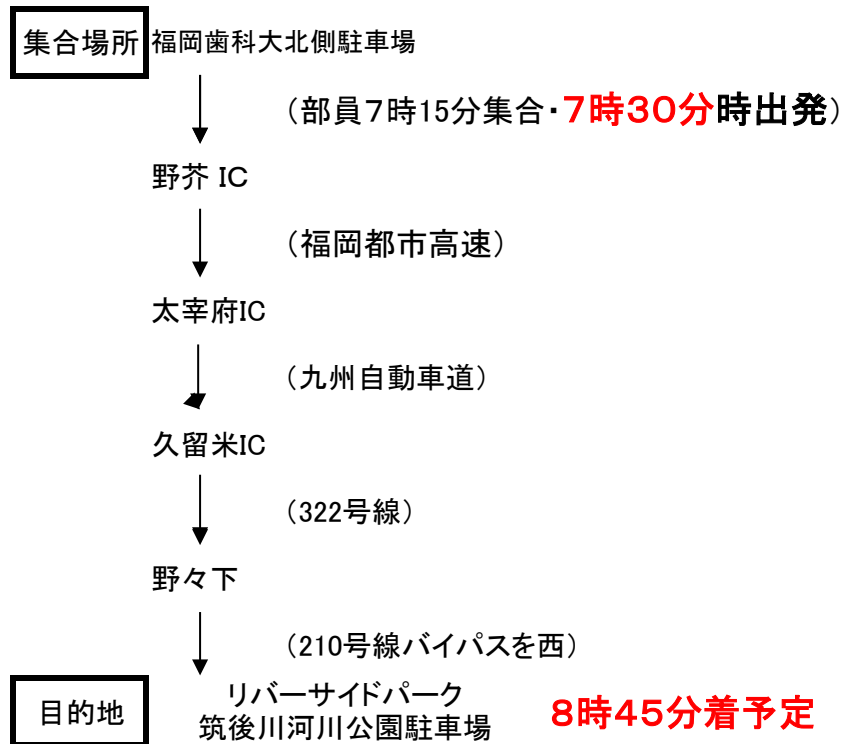 集合場所 福岡歯科大北側駐車場
（部員７時15分集合・７時３０分時出発）
野芥 IC
（福岡都市高速）
太宰府IC
（九州自動車道）
久留米IC
（322号線）
野々下
（210号線バイパスを西）
目的地
リバーサイドパーク
筑後川河川公園駐車場
８時４５分着予定